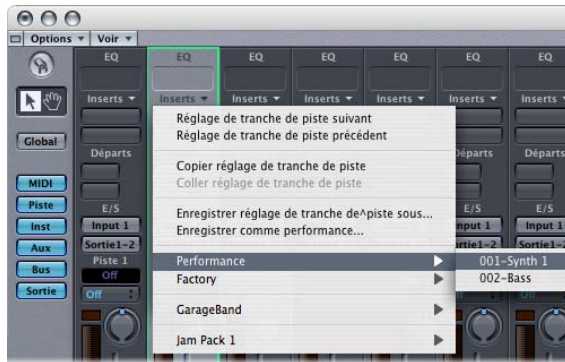 Options Voir
EQ EQ EQ EQ EQ EQ EQ
Inserts Inserts Inserts Inserts Inserts Inserts Inserts
Global
MIDI
Piste
Inst
Aux
Bus
Sortie
Départs
E/S
Input 1
Sortie1-2
Piste 1
Off
Off
Réglage de tranche de piste suivant
Réglage de tranche de piste précédent
Copier réglage de tranche de piste
Coller réglage de tranche de piste
Enregistrer réglage de tranche de^piste sous...
Enregistrer comme performance...
Performance
Factory
GarageBand
Jam Pack 1
001-Synth 1
002-Bass
Départs Départs
E/S E/S
Input 1
Sortie1-2